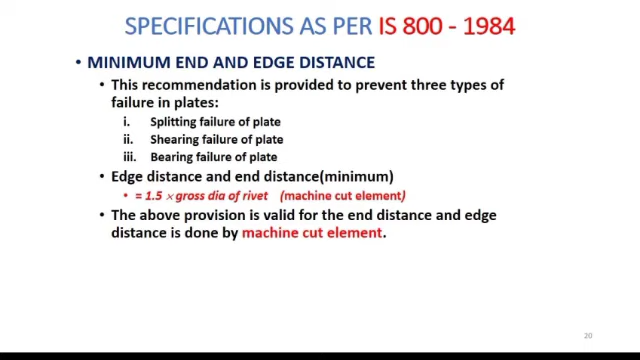 SPECIFICATIONS AS PER IS 800 - 1984
• MINIMUM END AND EDGE DISTANCE
• This recommendation is provided to prevent three types of
failure in plates:
i. Splitting failure of plate
ii. Shearing failure of plate
iii. Bearing failure of plate
• Edge distance and end distance(minimum)
• = 1.5 × gross dia of rivet (machine cut element)
• The above provision is valid for the end distance and edge
distance is done by machine cut element.
20